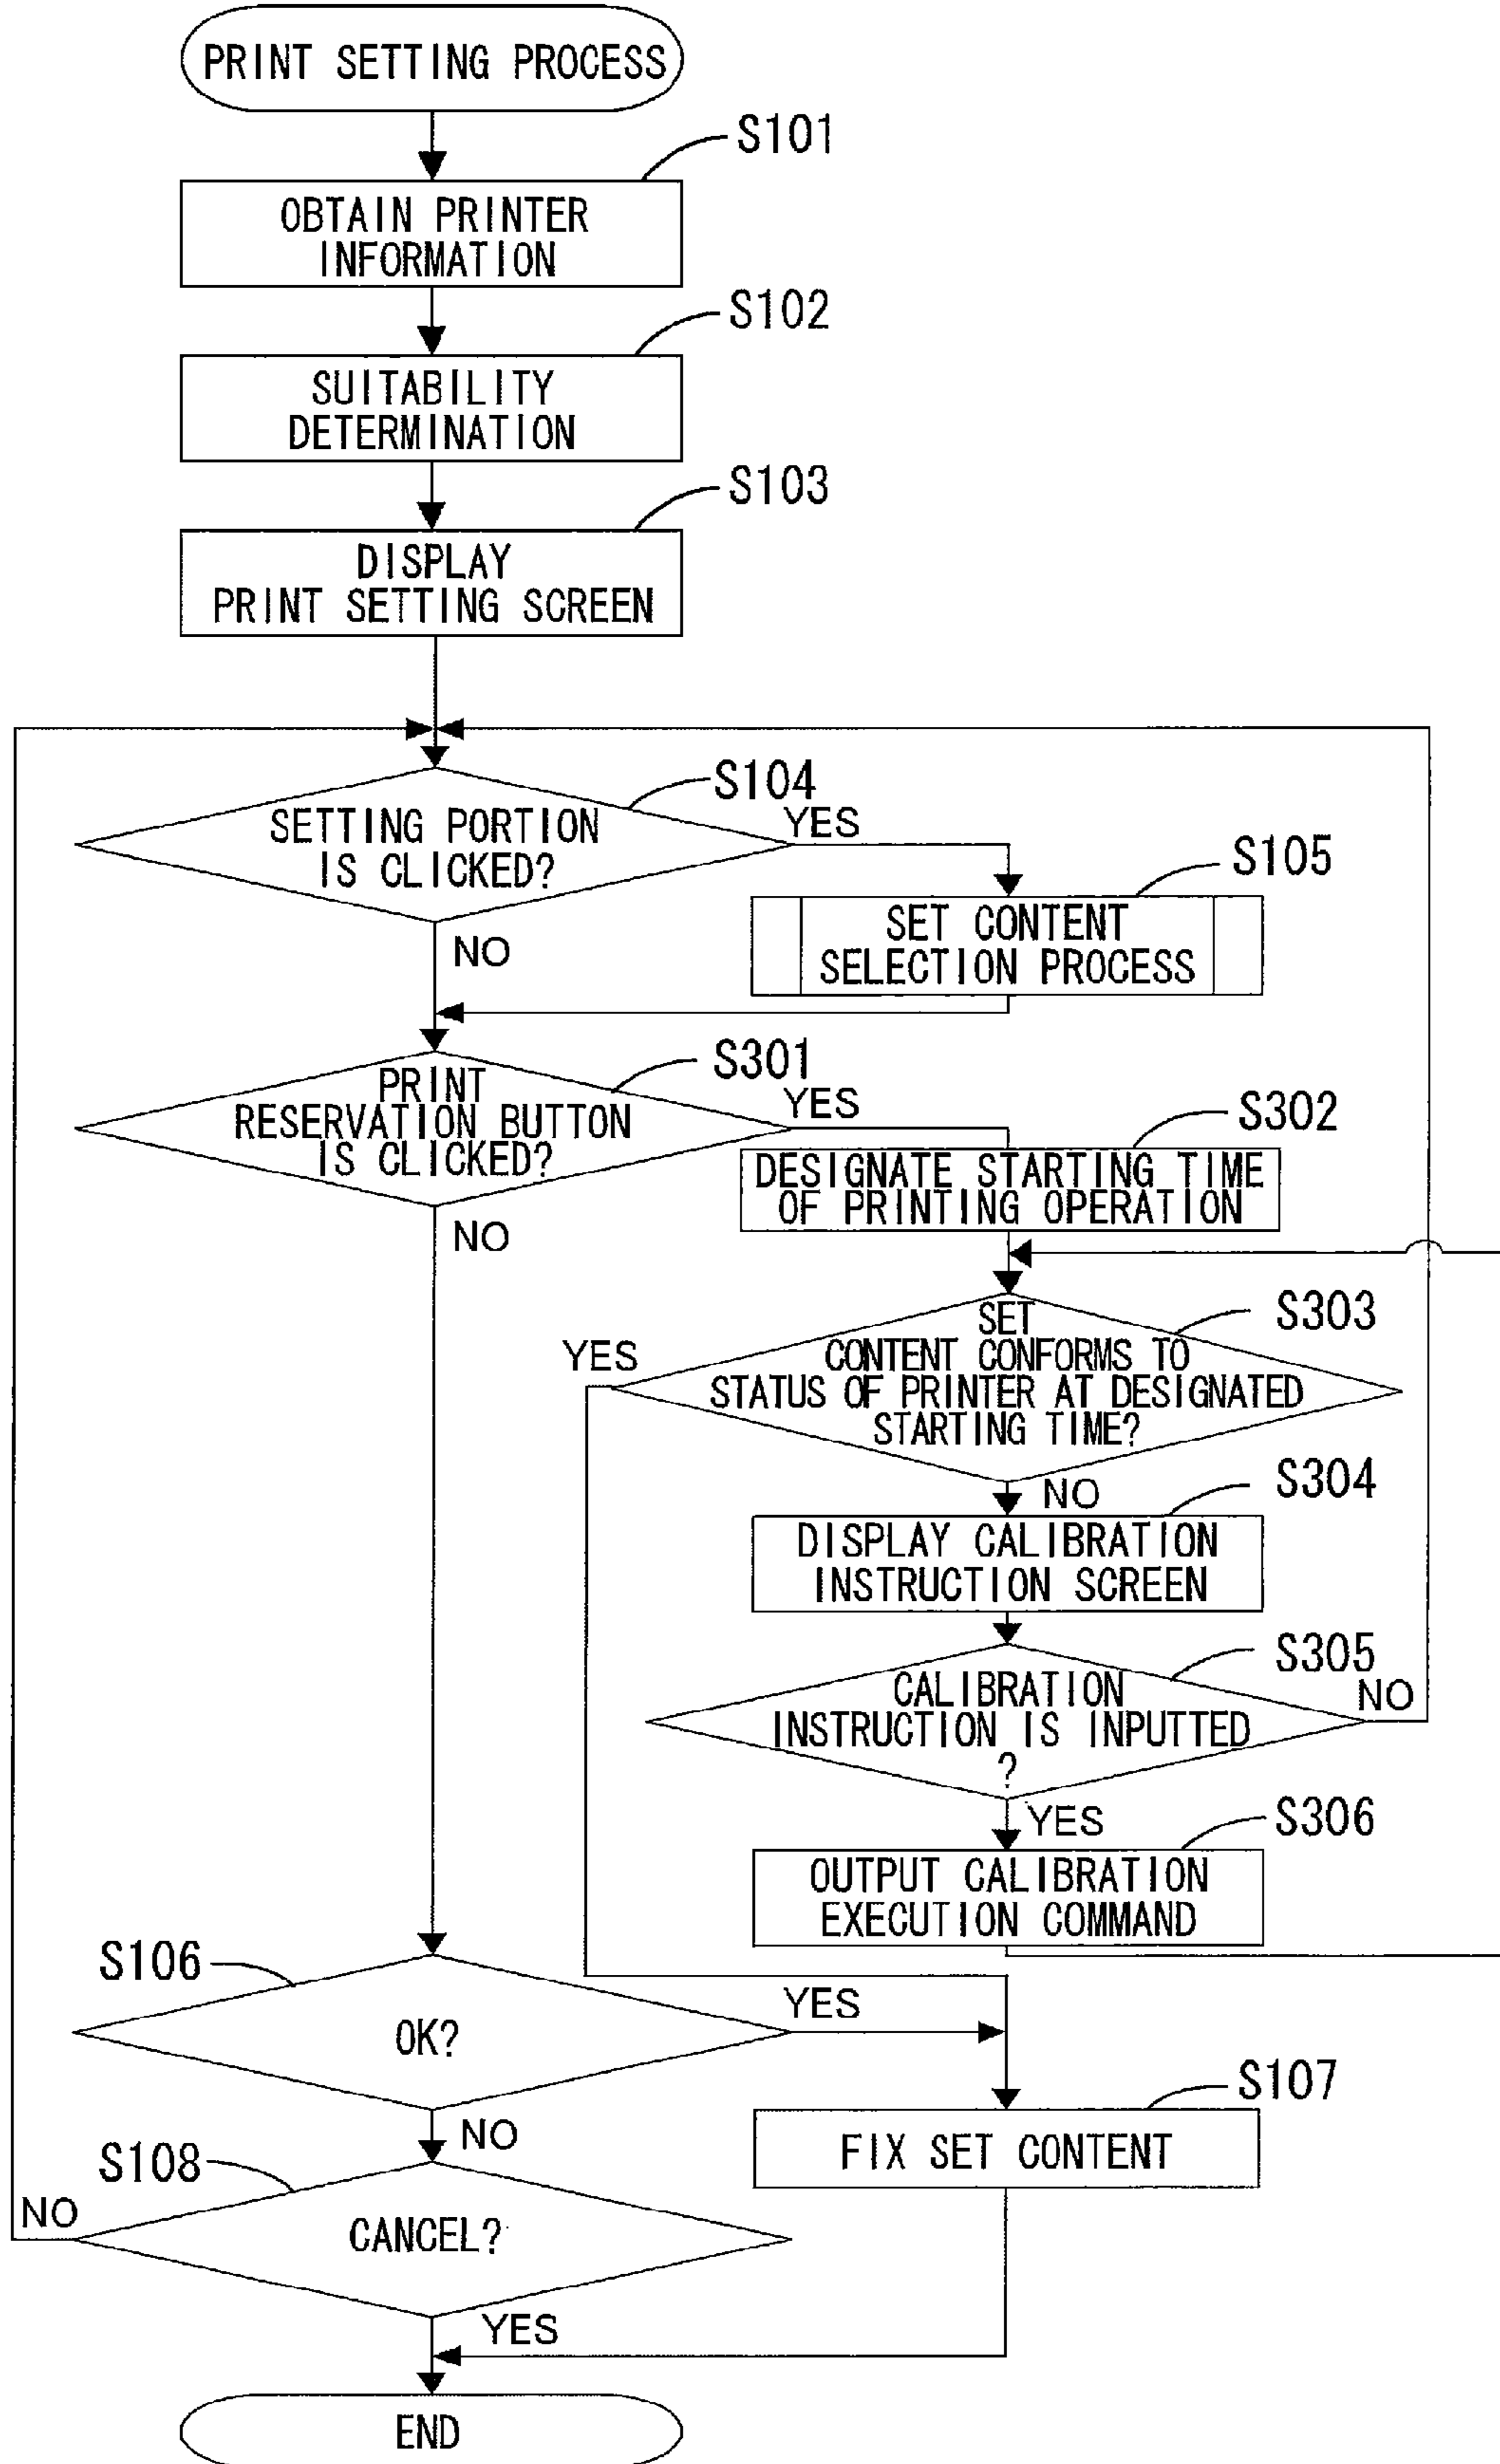 PRINT SETTING PROCESS
S101
OBTAIN PRINTER
INFORMATION
S102
SUITABILITY
DETERMINATION
S103
DISPLAY
PRINT SETTING SCREEN
S104
SETTING PORTION
IS CLICKED?
YES
NO
S105
SET CONTENT
SELECTION PROCESS
S301
PRINT
RESERVATION BUTTON
IS CLICKED?
YES
NO
S302
DESIGNATE STARTING TIME
OF PRINTING OPERATION
S303
SET
CONTENT CONFORMS TO
STATUS OF PRINTER AT DESIGNATED
STARTING TIME?
YES
NO
S304
DISPLAY CALIBRATION
INSTRUCTION SCREEN
S305
CALIBRATION
INSTRUCTION IS INPUTTED
?
NO
YES
S306
OUTPUT CALIBRATION
EXECUTION COMMAND
S106
OK?
YES
NO
S107
FIX SET CONTENT
S108
CANCEL?
NO
YES
END